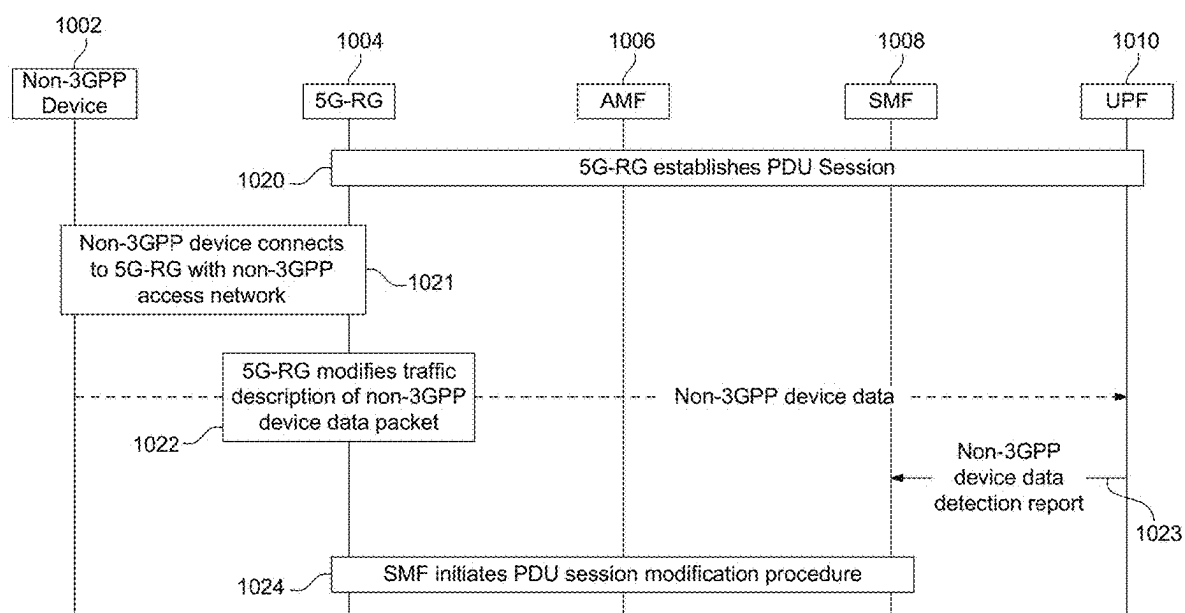 1002
1004
1006
1008
1010
Non-3GPP
Device
5G-RG
AMF
SMF
UPF
1020
5G-RG establishes PDU Session
Non-3GPP device connects
to 5G-RG with non-3GPP
access network
1021
5G-RG modifies traffic
description of non-3GPP
device data packet
1022
Non-3GPP device data
Non-3GPP
device data
detection report
1023
1024
SMF initiates PDU session modification procedure